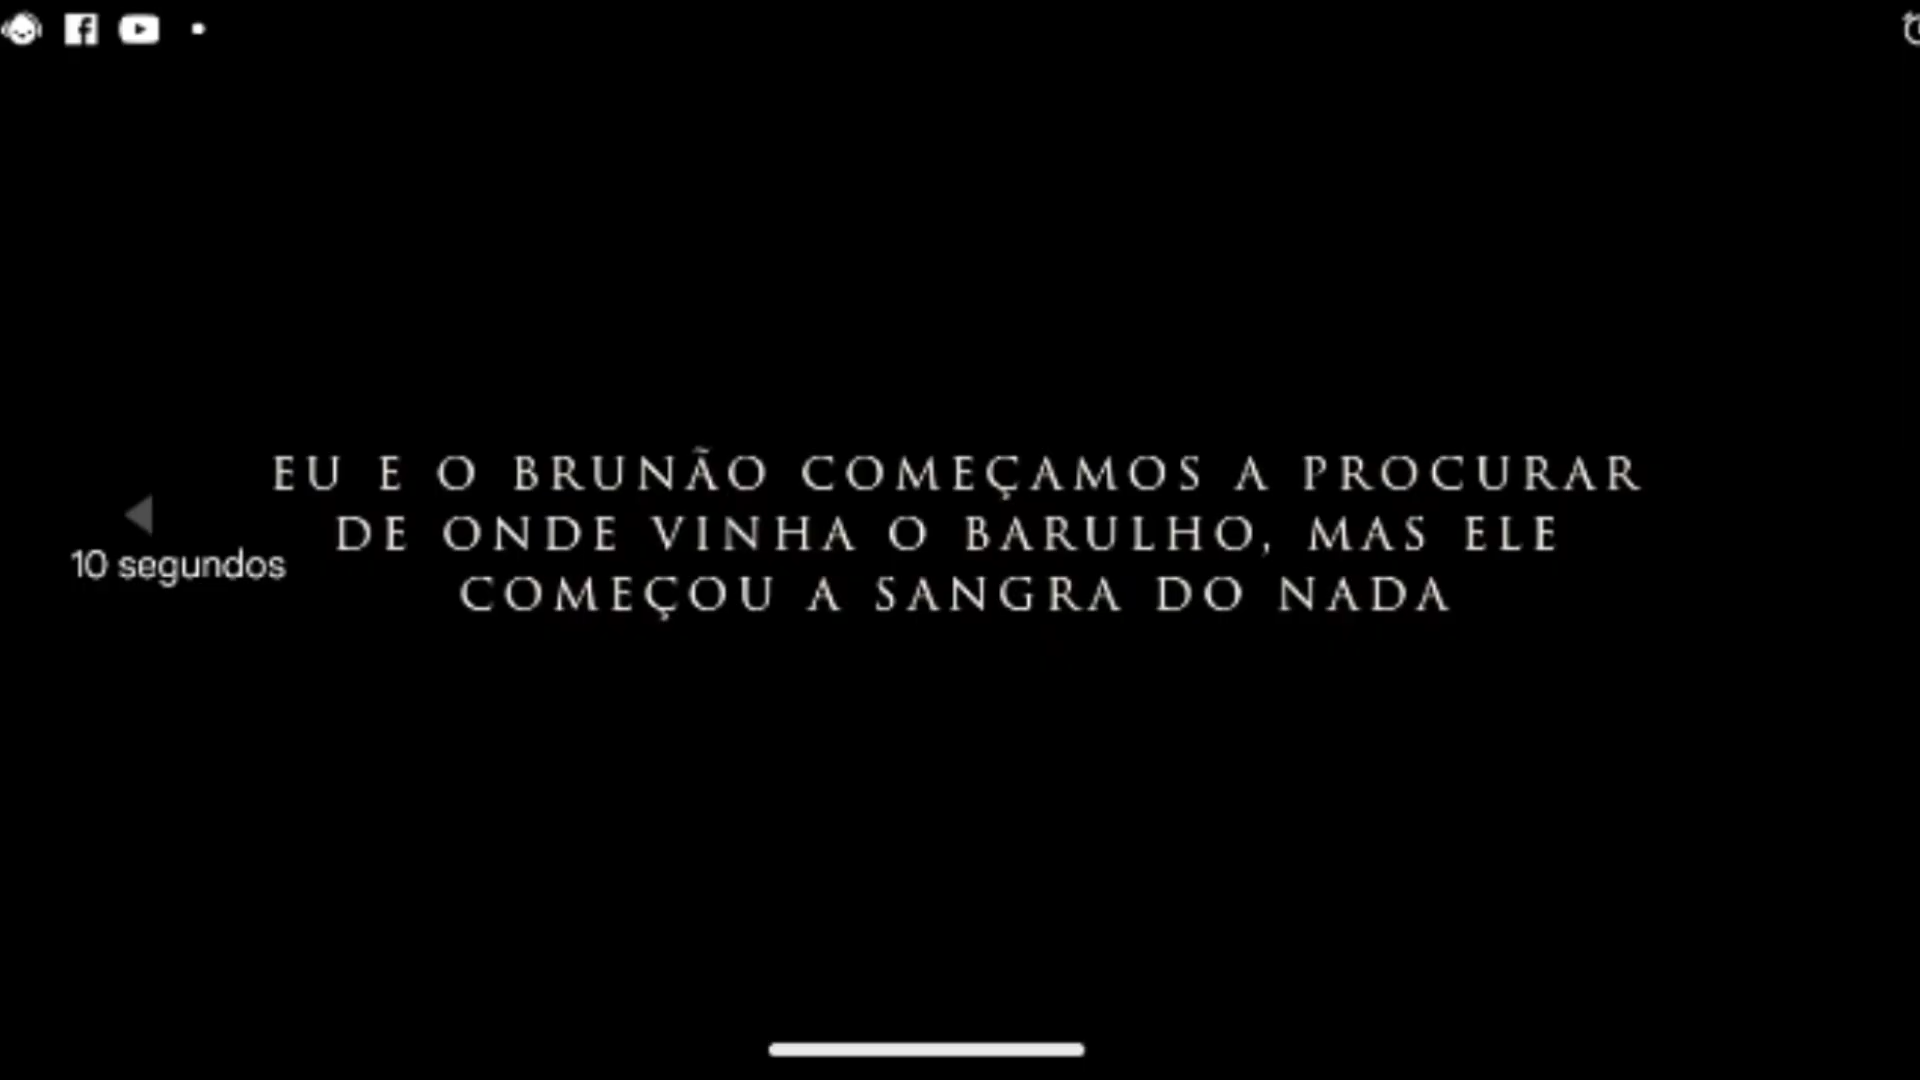 EU E O BRUNÃO COMEÇAMOS A PROCURAR
DE ONDE VINHA O BARULHO, MAS ELE
COMEÇOU A SANGRA DO NADA
10 segundos